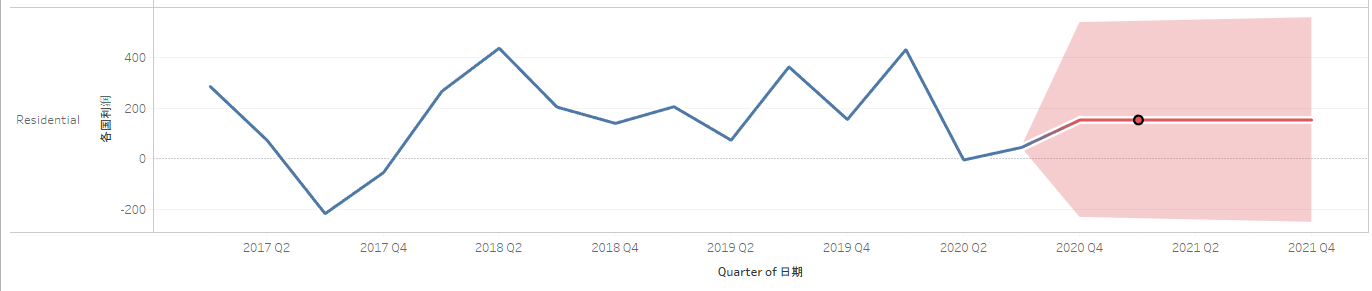 400
200
Residential
各国利润
0
-200
2017 Q2 2017 Q4 2018 Q2 2018 Q4 2019 Q2 2019 Q4 2020 Q2 2020 Q4 2021 Q2 2021 Q4
Quarter of 日期